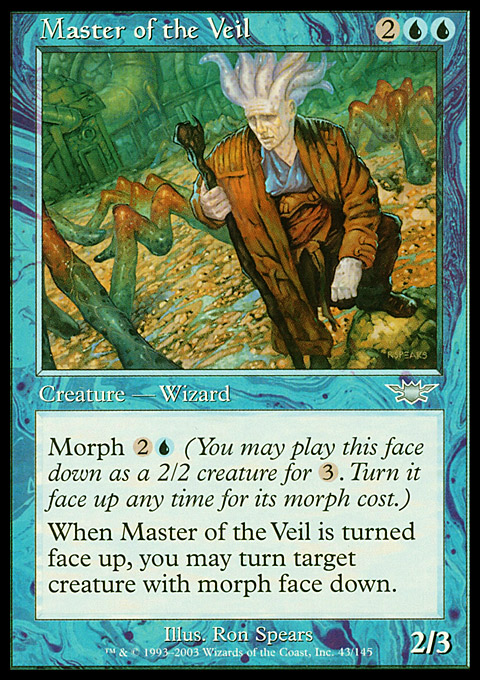 Master of the Veil 2
R.SPEARS
Creature — Wizard
Morph 2 (You may play this face
down as a 2/2 creature for 3. Turn it
face up any time for its morph cost.)
When Master of the Veil is turned
face up, you may turn target
creature with morph face down.
Illus. Ron Spears
™ & © 1993–2003 Wizards of the Coast, Inc. 43/145
2/3